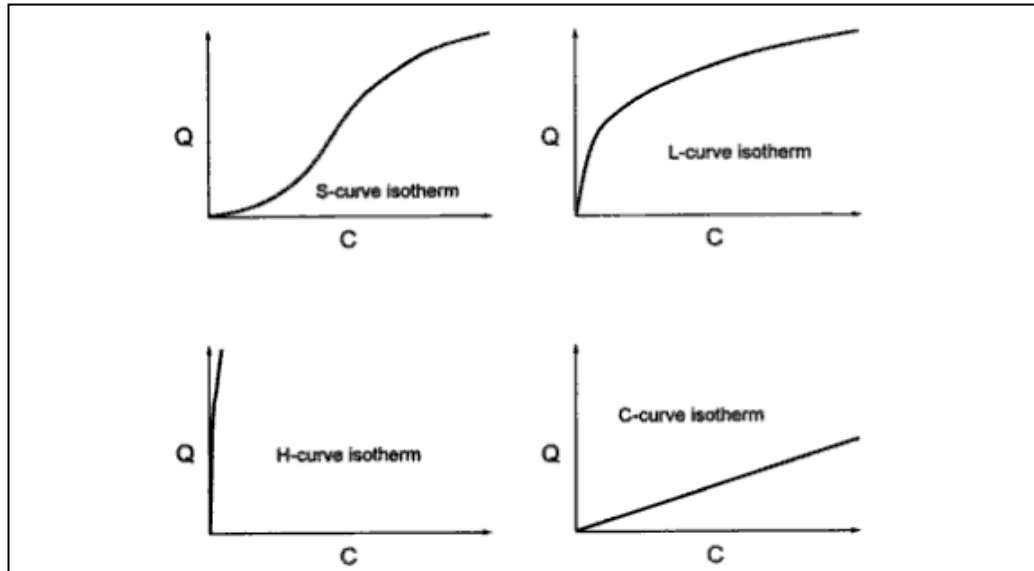 Q
S-curve isotherm
C
Q
L-curve isotherm
C
Q
H-curve isotherm
C
Q
C-curve isotherm
C